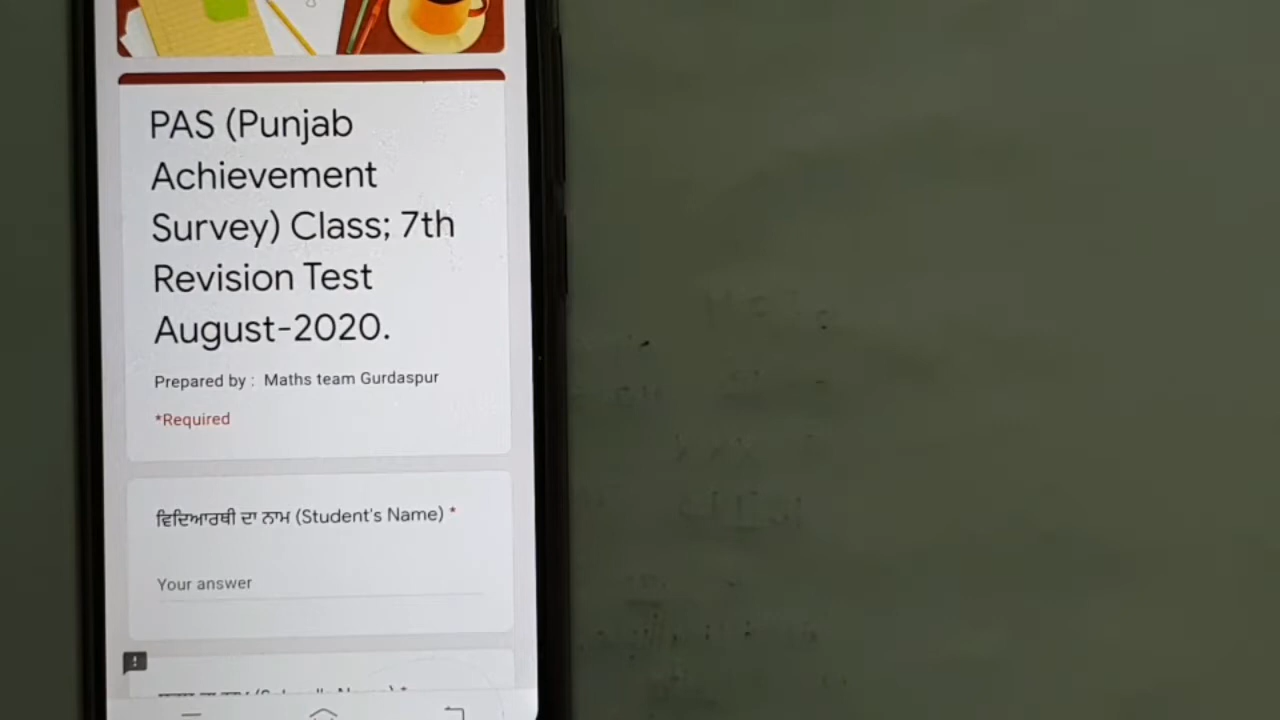 PAS (Punjab
Achievement
Survey) Class; 7th
Revision Test
August-2020.
Prepared by : Maths team Gurdaspur
*Required
ਵਿਦਿਆਰਥੀ ਦਾ ਨਾਮ (Student's Name) *
Your answer